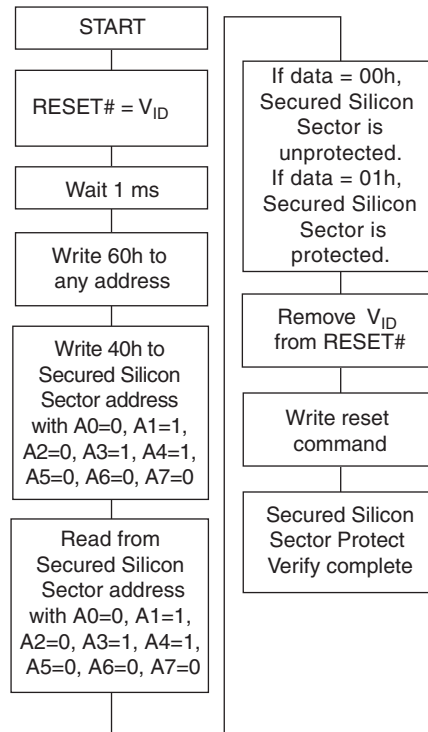 START
RESET# = VID
Wait 1 ms
Write 60h to
any address
Write 40h to
Secured Silicon
Sector address
with A0=0, A1=1,
A2=0, A3=1, A4=1,
A5=0, A6=0, A7=0
Read from
Secured Silicon
Sector address
with A0=0, A1=1,
A2=0, A3=1, A4=1,
A5=0, A6=0, A7=0
If data = 00h,
Secured Silicon
Sector is
unprotected.
If data = 01h,
Secured Silicon
Sector is
protected.
Remove VID
from RESET#
Write reset
command
Secured Silicon
Sector Protect
Verify complete